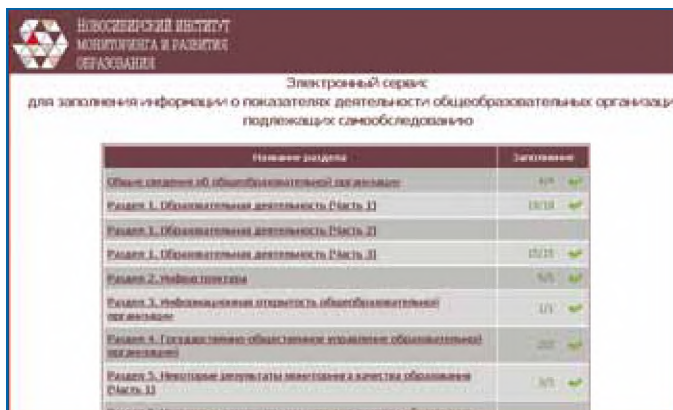 Новосибирский институт
мониторинга и развития
образования
Электронный сервис
для заполнения информации о показателях деятельности общеобразовательных организаци
подлежащих самообследованию
Название раздела Заполнение
Общие сведения об общеобразовательной организации 4/4
Раздел 1. Образовательная деятельность (Часть 1) 19/19
Раздел 1. Образовательная деятельность (Часть 2)
Раздел 1. Образовательная деятельность (Часть 3) 15/15
Раздел 2. Инфраструктура 5/5
Раздел 3. Информационная открытость общеобразовательной
организации 1/1
Раздел 4. Государственно-общественное управление образовательной
организацией 2/2
Раздел 5. Некоторые результаты мониторинга качества образования
(Часть 1) 3/3